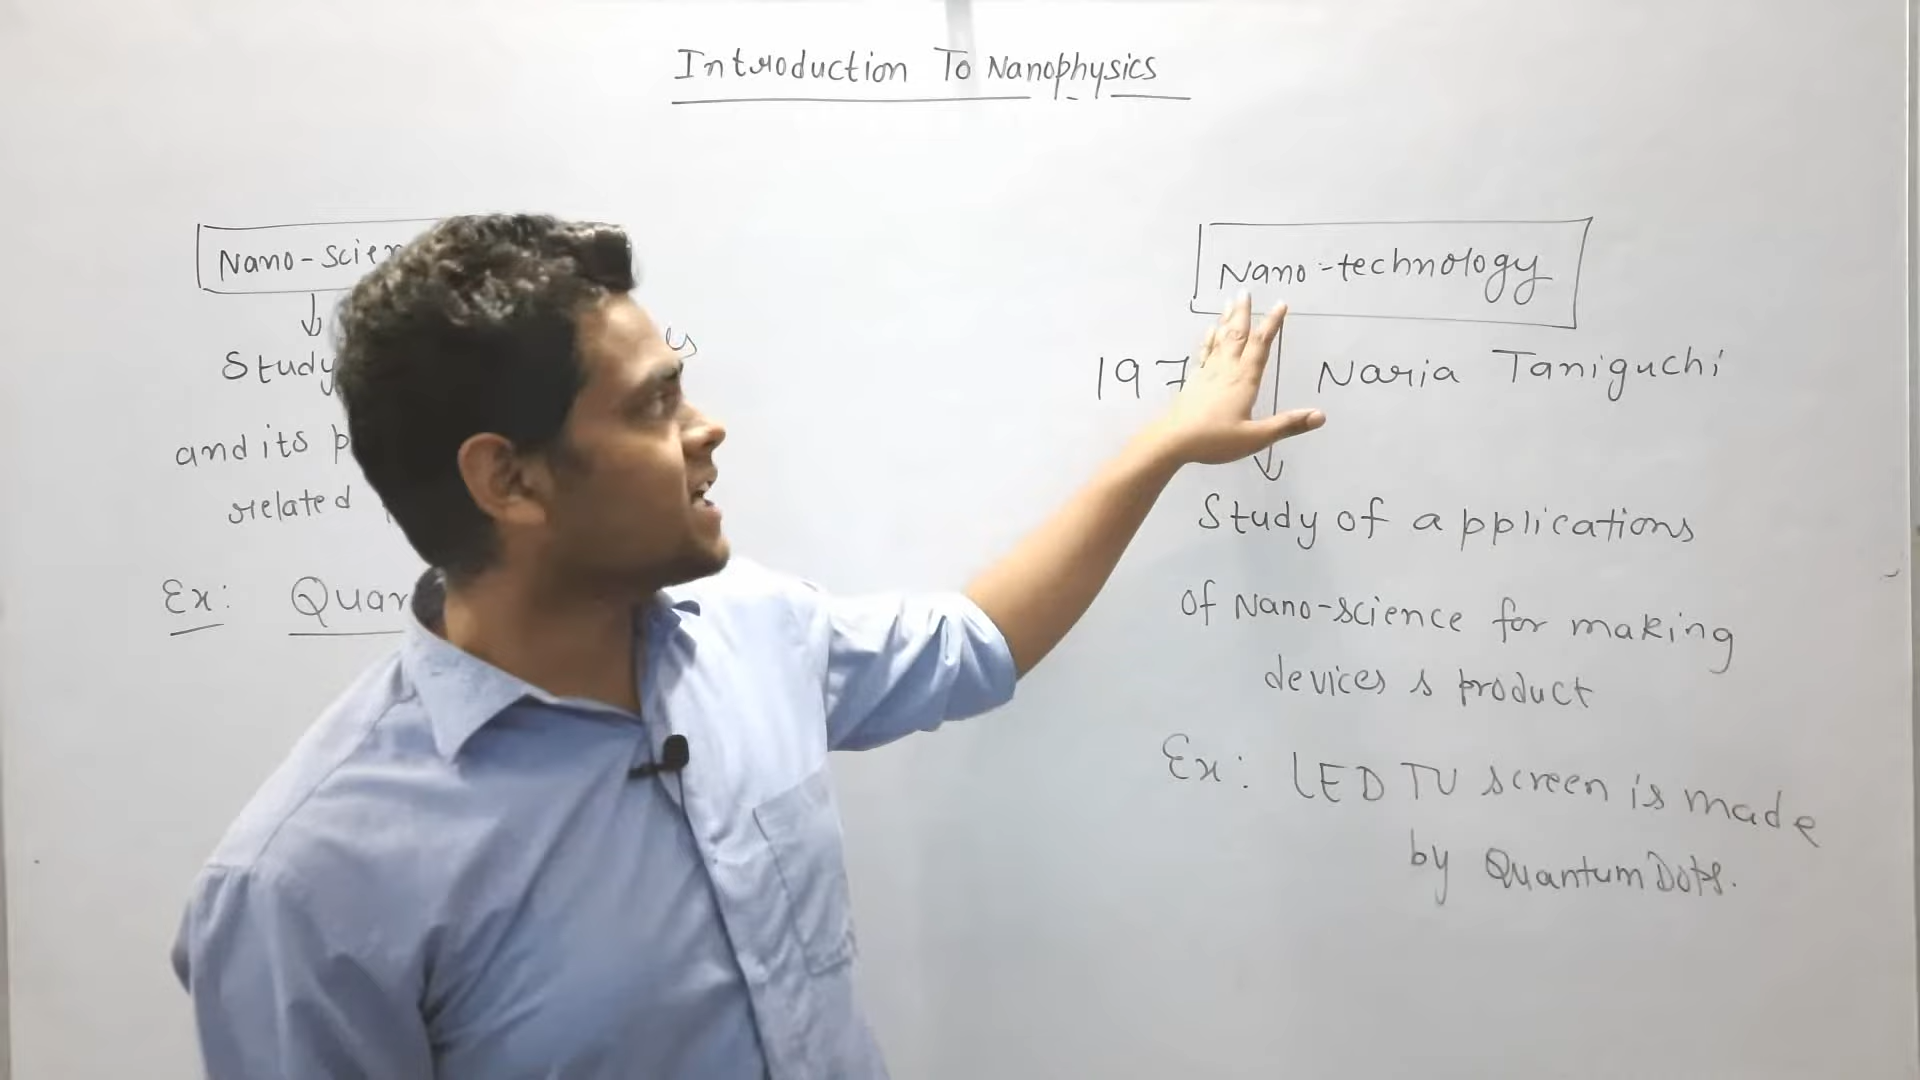 Introduction To Nanophysics
Nano-scien
Study
and its p
related
Ex: Quan
Nano-technology
197 Naria Taniguchi
Study of applications
of Nano-science for making
devices & product
Ex: LED TV screen is made
by Quantum Dots.